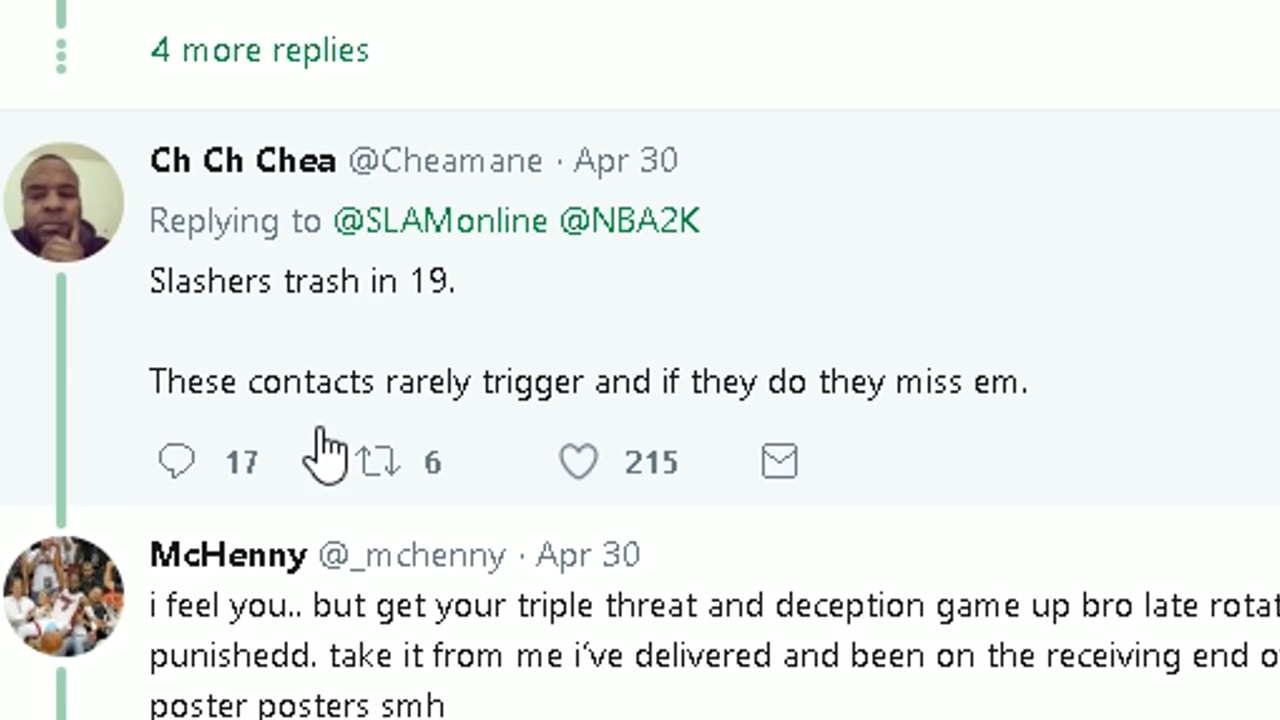 4 more replies
Ch Ch Chea @Cheamane · Apr 30
Replying to @SLAMonline @NBA2K
Slashers trash in 19.
These contacts rarely trigger and if they do they miss em.
17 6 215
McHenny @_mchenny · Apr 30
i feel you.. but get your triple threat and deception game up bro late
punishedd. take it from me i've delivered and been on the receiving end
poster posters smh